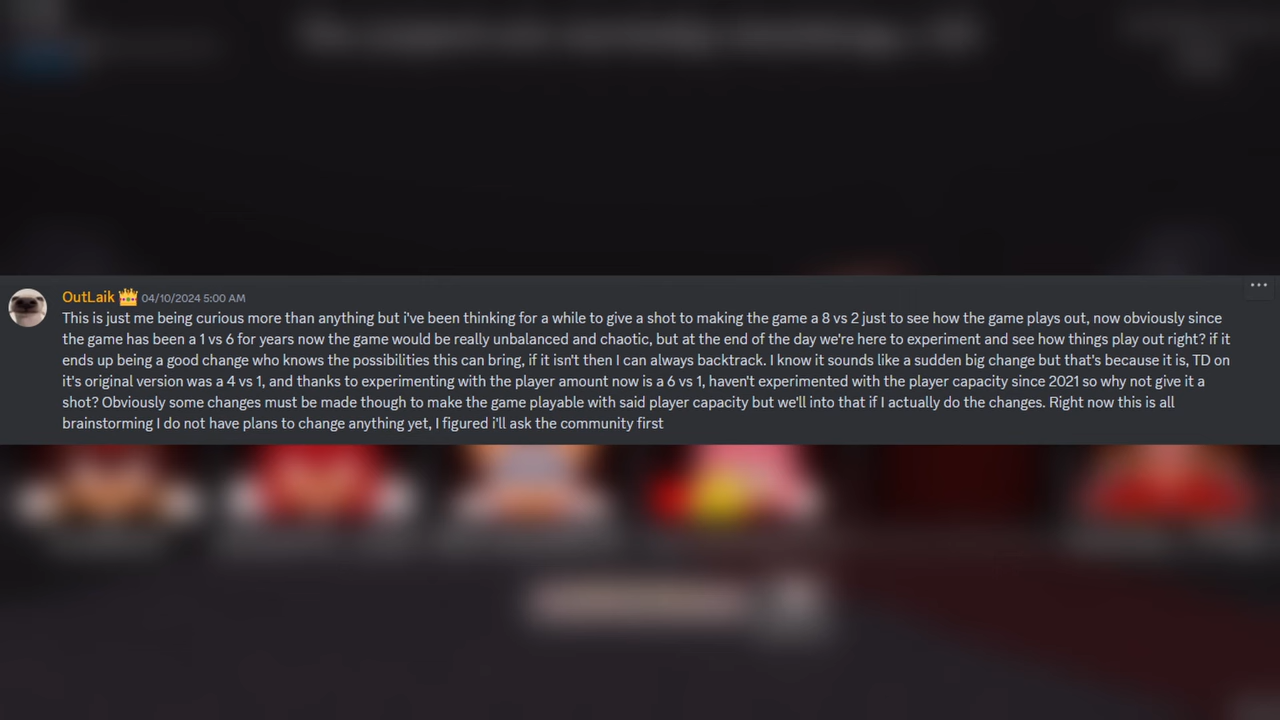 OutLaik 👑 04/10/2024 5:00 AM
This is just me being curious more than anything but i've been thinking for a while to give a shot to making the game a 8 vs 2 just to see how the game plays out, now obviously since
the game has been a 1 vs 6 for years now the game would be really unbalanced and chaotic, but at the end of the day we're here to experiment and see how things play out right? if it
ends up being a good change who knows the possibilities this can bring, if it isn't then I can always backtrack. I know it sounds like a sudden big change but that's because it is, TD on
it's original version was a 4 vs 1, and thanks to experimenting with the player amount now is a 6 vs 1, haven't experimented with the player capacity since 2021 so why not give it a
shot? Obviously some changes must be made though to make the game playable with said player capacity but we'll into that if I actually do the changes. Right now this is all
brainstorming I do not have plans to change anything yet, I figured i'll ask the community first